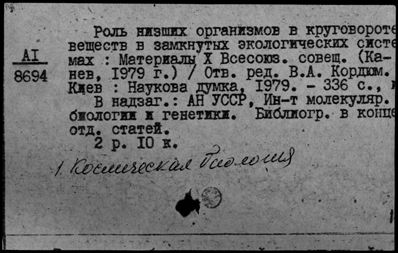 Роль низших организмов в круговороте
веществ в замкнутых экологических систе-
мах : Материалы X Всесоюз. совещ. (Ка-
нев, 1979 г.) / Отв. ред. В.А. Кордюм. -
Киев : Наукова думка, 1979. - 336 с.,
В надзаг.: АН УССР, Ин-т молекуляр.
биологии и генетики. Библиогр. в конце
отд. статей.
2 р. 10 к.
AI
8694
1. Космическая биология